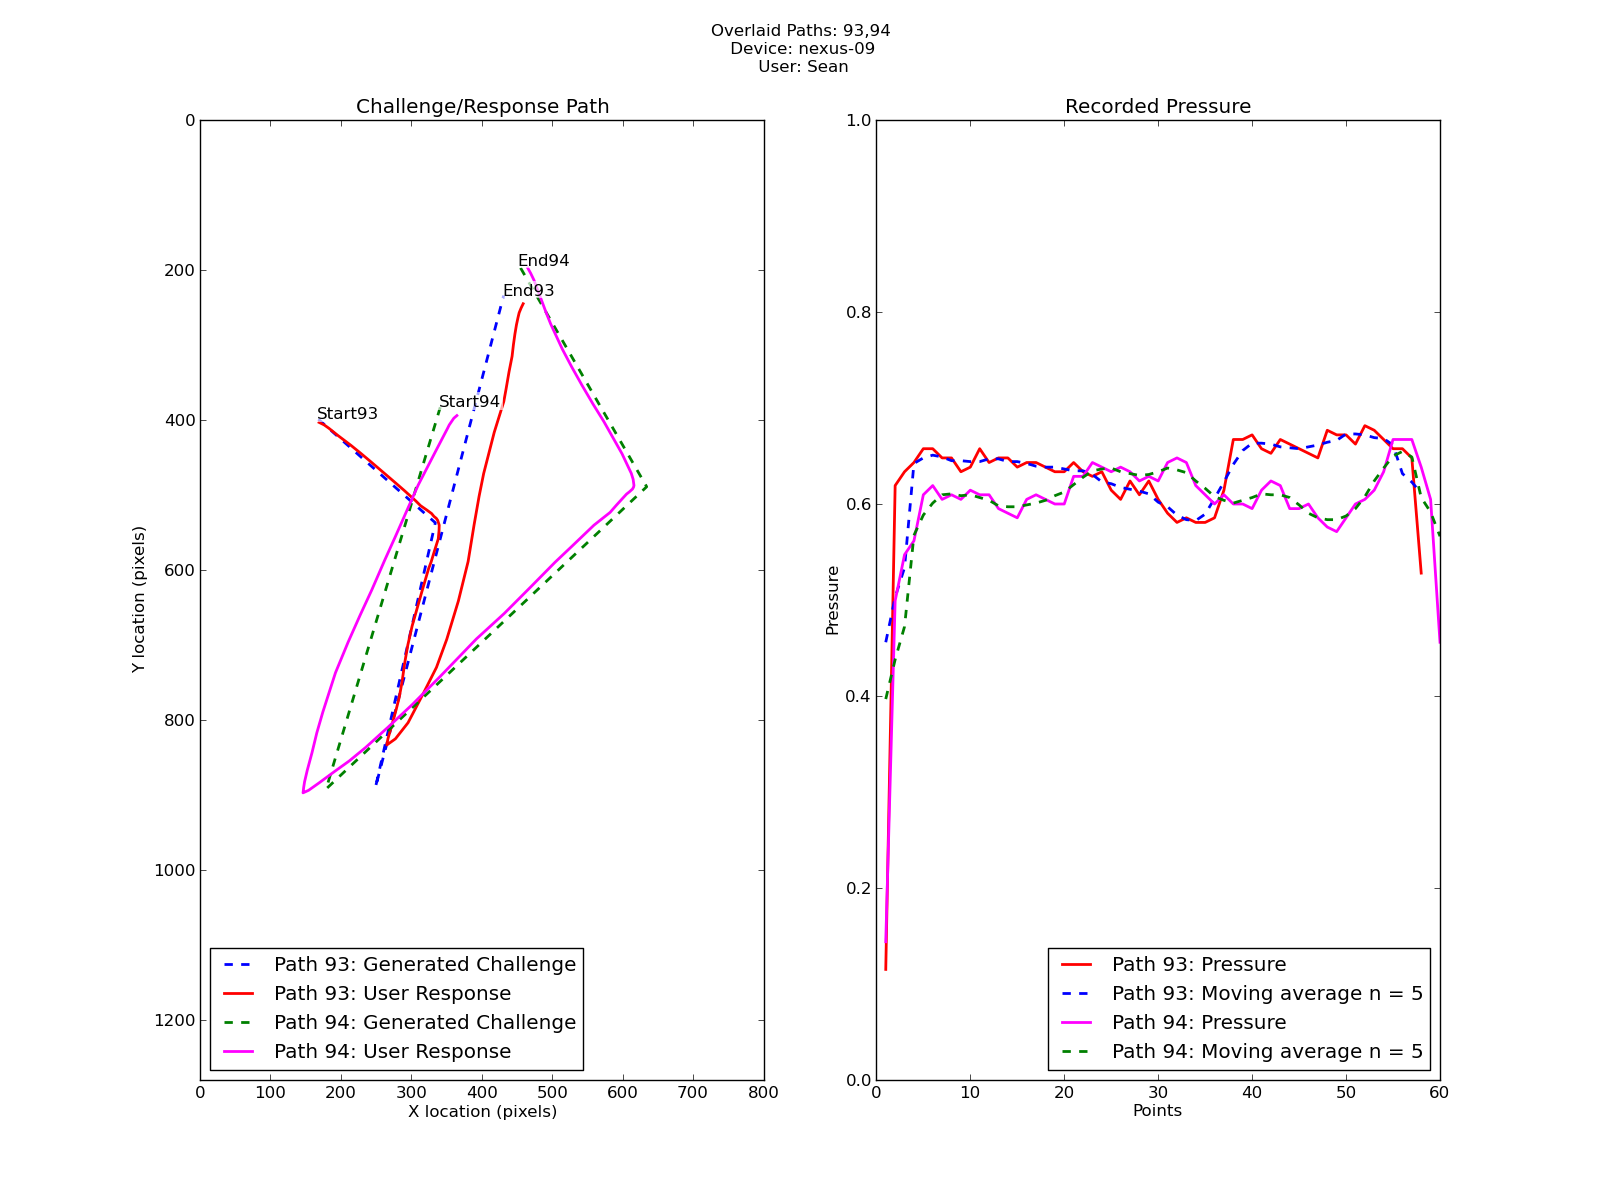 Overlaid Paths: 93,94
Device: nexus-09
User: Sean
Challenge/Response Path
0
200
400
600
800
1000
1200
Y location (pixels)
End94
End93
Start93
Start94
Path 93: Generated Challenge
Path 93: User Response
Path 94: Generated Challenge
Path 94: User Response
0 100 200 300 400 500 600 700 800
X location (pixels)
Recorded Pressure
1.0
0.8
0.6
0.4
0.2
0.0
Pressure
Path 93: Pressure
Path 93: Moving average n = 5
Path 94: Pressure
Path 94: Moving average n = 5
0 10 20 30 40 50 60
Points